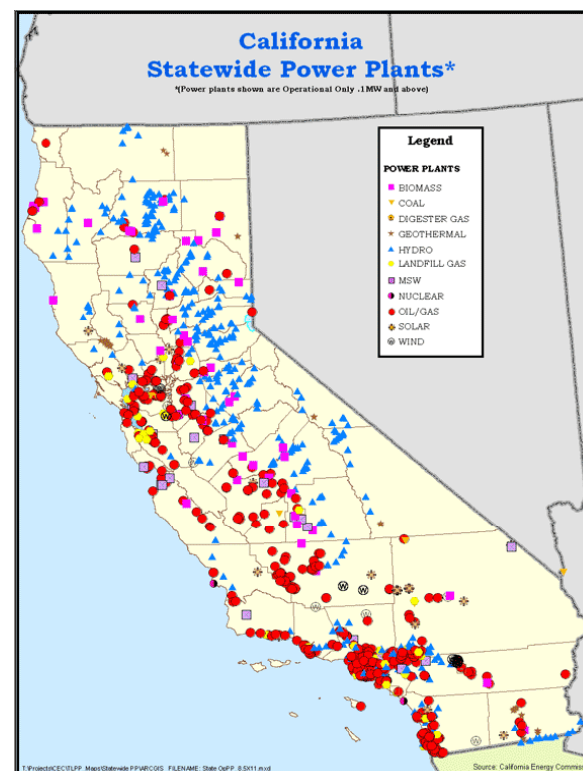 California
Statewide Power Plants*
*(Power plants shown are Operational Only .1MW and above)
Legend
POWER PLANTS
BIOMASS
COAL
DIGESTER GAS
GEOTHERMAL
HYDRO
LANDFILL GAS
MSW
NUCLEAR
OIL/GAS
SOLAR
WIND
FILENAME: State OpPP 8.5X11.mxd
Source: California Energy Commiss